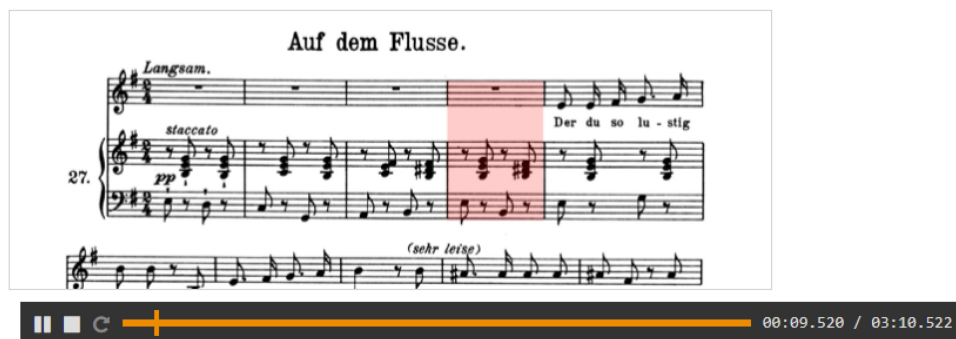 Auf dem Flusse.
Langsam.
Der du so lu - stig
staccato
27.
pp
(sehr leise)
00:09.520 / 03:10.522